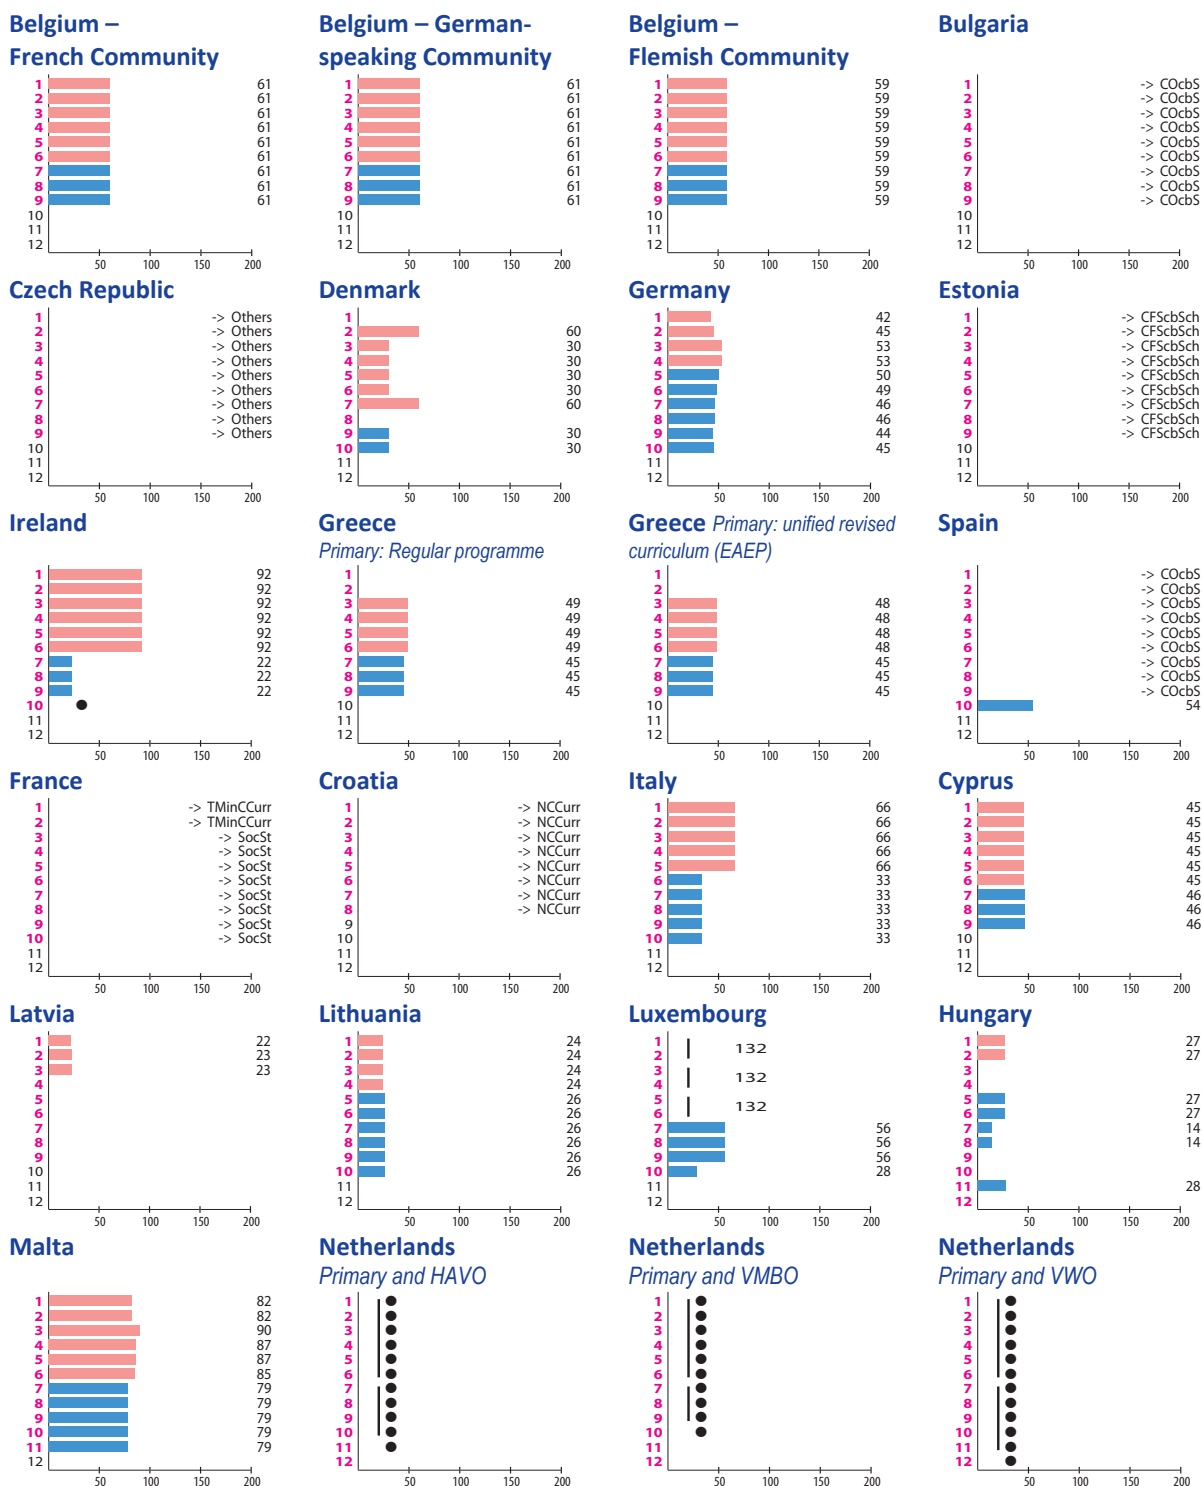 Belgium –
French Community
1 61
2 61
3 61
4 61
5 61
6 61
7 61
8 61
9 61
10
11
12
50 100 150 200
Belgium – German-
speaking Community
1 61
2 61
3 61
4 61
5 61
6 61
7 61
8 61
9 61
10
11
12
50 100 150 200
Belgium –
Flemish Community
1 59
2 59
3 59
4 59
5 59
6 59
7 59
8 59
9 59
10
11
12
50 100 150 200
Bulgaria
1 -> COcbS
2 -> COcbS
3 -> COcbS
4 -> COcbS
5 -> COcbS
6 -> COcbS
7 -> COcbS
8 -> COcbS
9 -> COcbS
10
11
12
50 100 150 200
Czech Republic
1 -> Others
2 -> Others
3 -> Others
4 -> Others
5 -> Others
6 -> Others
7 -> Others
8 -> Others
9 -> Others
10
11
12
50 100 150 200
Denmark
1
2 60
3 30
4 30
5 30
6 30
7 60
8
9 30
10 30
11
12
50 100 150 200
Germany
1 42
2 45
3 53
4 53
5 50
6 49
7 46
8 46
9 44
10 45
11
12
50 100 150 200
Estonia
1 -> CFScbSch
2 -> CFScbSch
3 -> CFScbSch
4 -> CFScbSch
5 -> CFScbSch
6 -> CFScbSch
7 -> CFScbSch
8 -> CFScbSch
9 -> CFScbSch
10
11
12
50 100 150 200
Ireland
1 92
2 92
3 92
4 92
5 92
6 92
7 22
8 22
9 22
10
11
12
50 100 150 200
Greece
Primary: Regular programme
1
2
3 49
4 49
5 49
6 49
7 45
8 45
9 45
10
11
12
50 100 150 200
Greece Primary: unified revised
curriculum (EAEP)
1
2
3 48
4 48
5 48
6 48
7 45
8 45
9 45
10
11
12
50 100 150 200
Spain
1 -> COcbS
2 -> COcbS
3 -> COcbS
4 -> COcbS
5 -> COcbS
6 -> COcbS
7 -> COcbS
8 -> COcbS
9 -> COcbS
10 54
11
12
50 100 150 200
France
1 -> TMinCCurr
2 -> TMinCCurr
3 -> SocSt
4 -> SocSt
5 -> SocSt
6 -> SocSt
7 -> SocSt
8 -> SocSt
9 -> SocSt
10 -> SocSt
11
12
50 100 150 200
Croatia
1 -> NCCurr
2 -> NCCurr
3 -> NCCurr
4 -> NCCurr
5 -> NCCurr
6 -> NCCurr
7 -> NCCurr
8 -> NCCurr
9
10
11
12
50 100 150 200
Italy
1 66
2 66
3 66
4 66
5 66
6 33
7 33
8 33
9 33
10 33
11
12
50 100 150 200
Cyprus
1 45
2 45
3 45
4 45
5 45
6 45
7 46
8 46
9 46
10
11
12
50 100 150 200
Latvia
1 22
2 23
3 23
4
5
6
7
8
9
10
11
12
50 100 150 200
Lithuania
1 24
2 24
3 24
4 24
5 26
6 26
7 26
8 26
9 26
10 26
11
12
50 100 150 200
Luxembourg
1
132
2
3
132
4
5
132
6
7 56
8 56
9 56
10 28
11
12
50 100 150 200
Hungary
1 27
2 27
3
4
5 27
6 27
7 14
8 14
9
10
11 28
12
50 100 150 200
Malta
1 82
2 82
3 90
4 87
5 87
6 85
7 79
8 79
9 79
10 79
11 79
12
50 100 150 200
Netherlands
Primary and HAVO
1
2
3
4
5
6
7
8
9
10
11
12
50 100 150 200
Netherlands
Primary and VMBO
1
2
3
4
5
6
7
8
9
10
11
12
50 100 150 200
Netherlands
Primary and VWO
1
2
3
4
5
6
7
8
9
10
11
12
50 100 150 200